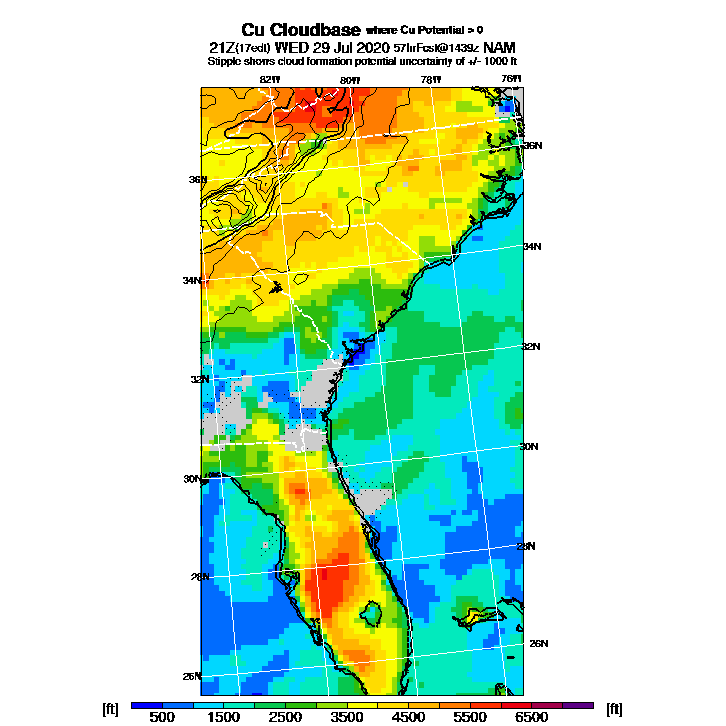 Cu Cloudbase where Cu Potential > 0
21Z(17edt) WED 29 Jul 2020 57hrFcst@1439z NAM
Stipple shows cloud formation potential uncertainty of +/- 1000 ft
82W 80W 78W 76W
36N
36N
34N
34N
32N
32N
30N
30N
28N
28N
26N
26N
[ft] 500 1500 2500 3500 4500 5500 6500 [ft]